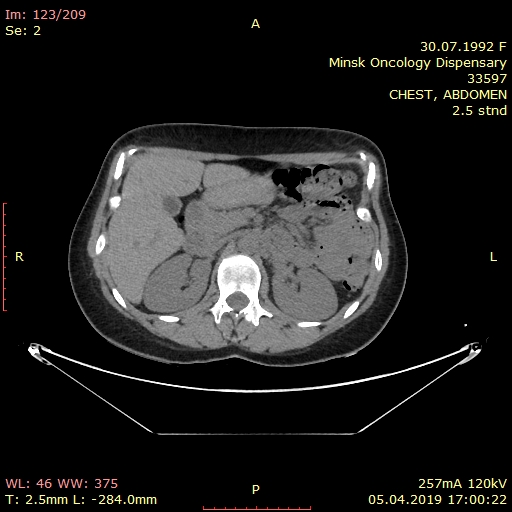 Im: 123/209
Se: 2
A
30.07.1992 F
Minsk Oncology Dispensary
33597
CHEST, ABDOMEN
2.5 stnd
R
L
WL: 46 WW: 375
T: 2.5mm L: -284.0mm
P
257mA 120kV
05.04.2019 17:00:22